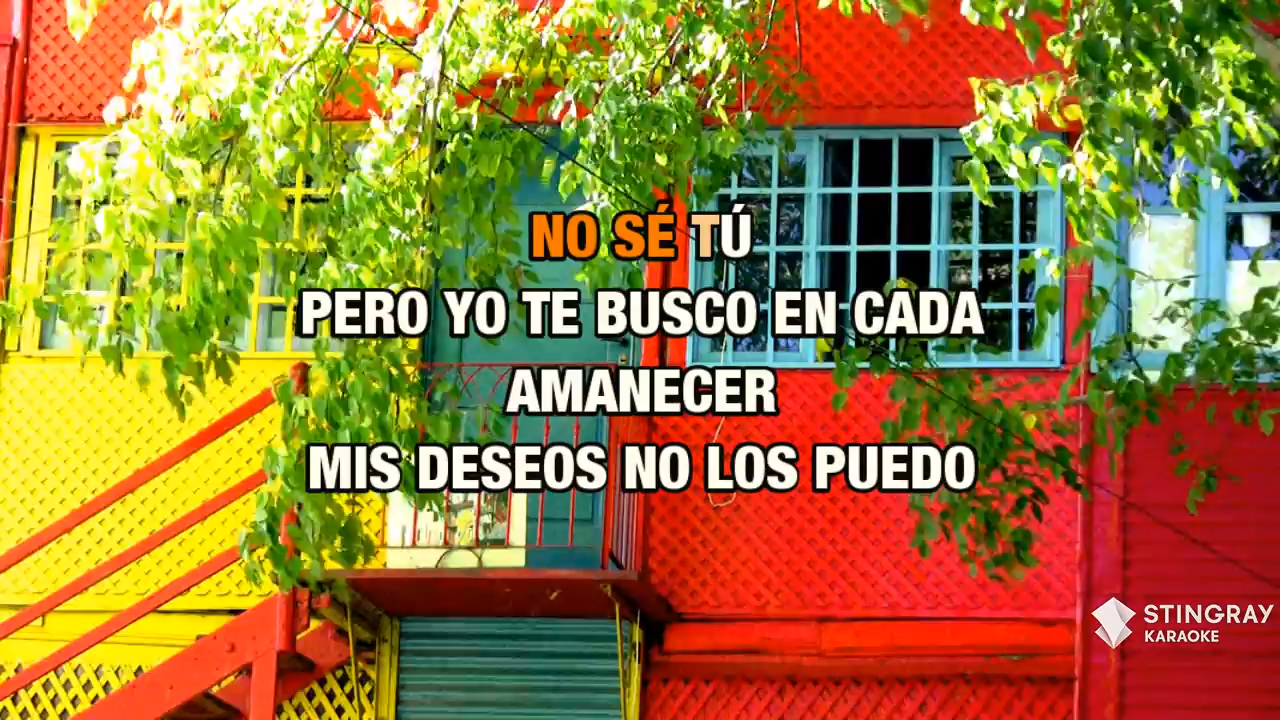 NO SÉ TÚ
PERO YO TE BUSCO EN CADA
AMANECER
MIS DESEOS NO LOS PUEDO
STINGRAY
KARAOKE